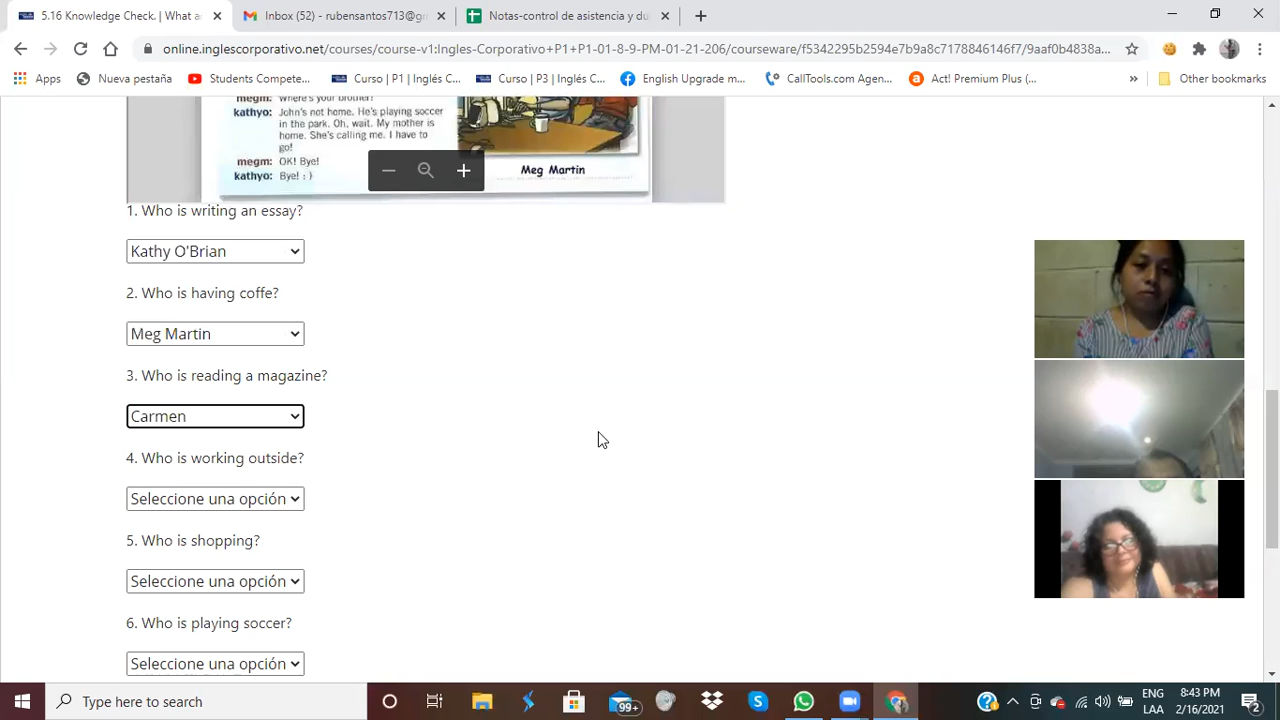 5.16 Knowledge Check. | What a
Inbox (52) - rubensantos713@gm
Notas-control de asistencia y du
online.inglescorporativo.net/courses/course-v1:Ingles-Corporativo+P1+P1-01-8-9-PM-01-21-206/courseware/f5342295b2594e7b9a8c7178846146f7/9aaf0b4838a...
Apps
Nueva pestaña
Students Compete...
Curso | P1 | Inglés C...
Curso | P3 | Inglés C...
English Upgrade m...
CallTools.com Agen...
Act! Premium Plus (...
Other bookmarks
megm: Where's your brother?
kathyo: John's not home. He's playing soccer
in the park. Oh, wait. My mother is
home. She's calling me. I have to
go!
megm: OK! Bye!
kathyo: Bye! : )
Meg Martin
1. Who is writing an essay?
Kathy O'Brian
2. Who is having coffe?
Meg Martin
3. Who is reading a magazine?
Carmen
4. Who is working outside?
Seleccione una opción
5. Who is shopping?
Seleccione una opción
6. Who is playing soccer?
Seleccione una opción
Type here to search
99+
ENG
LAA
8:43 PM
2/16/2021
2